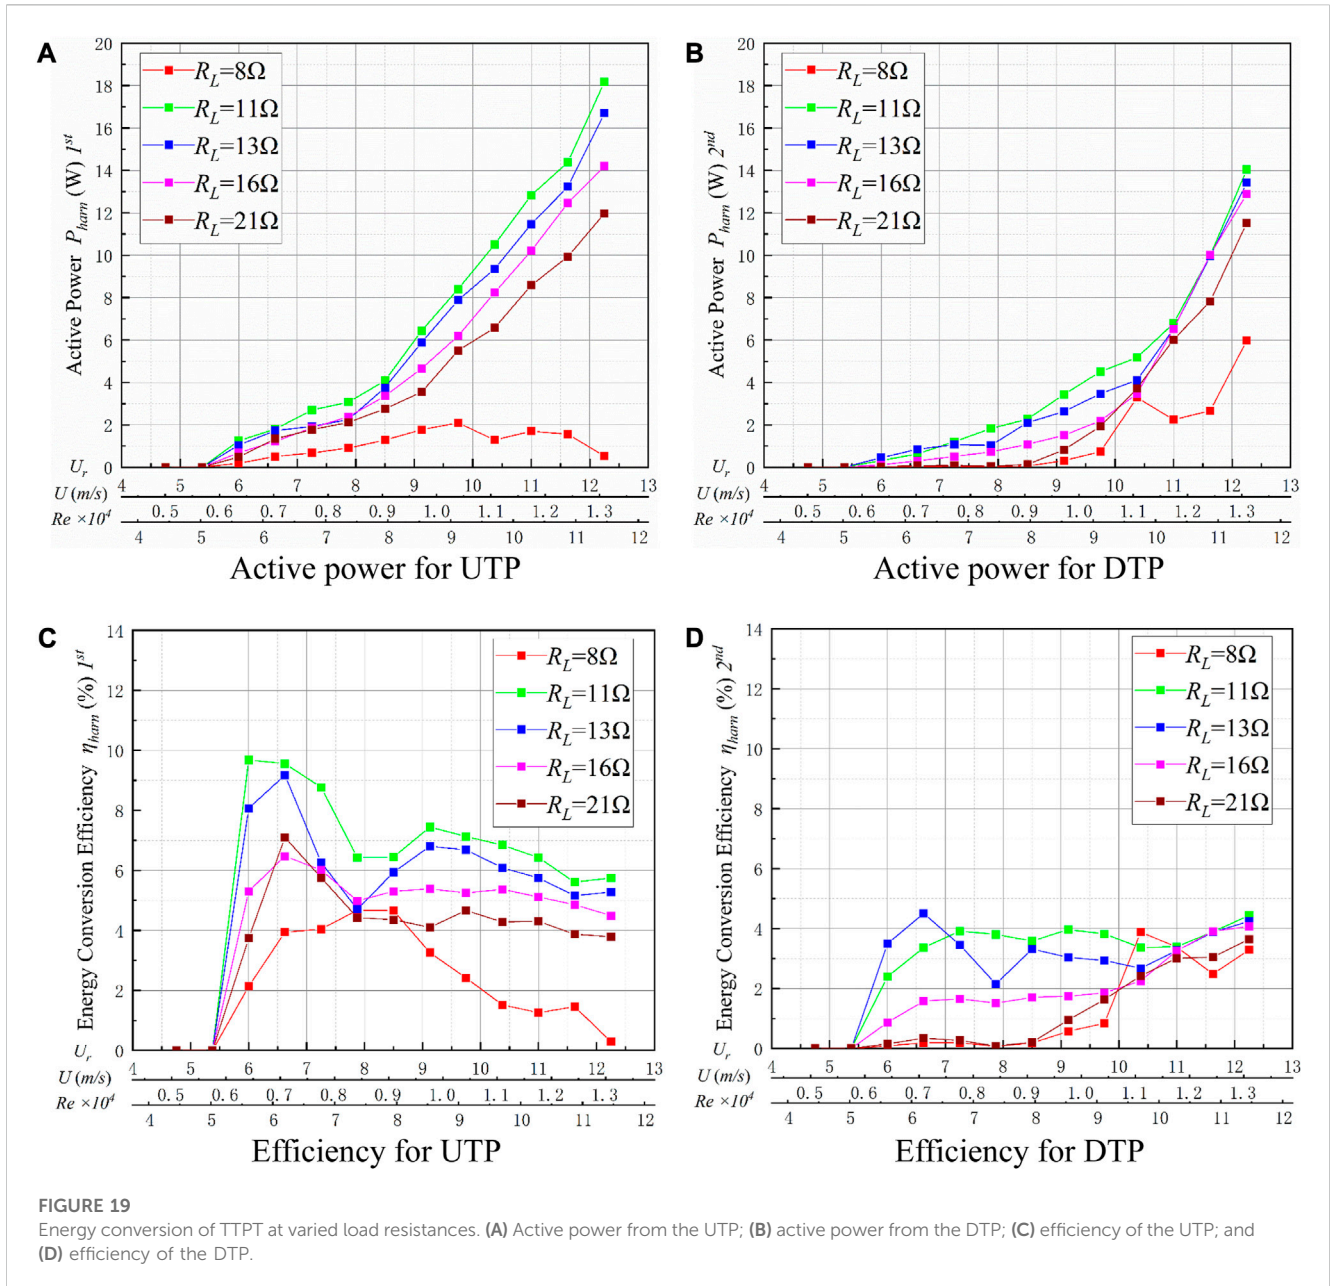 A
20
18
16
14
12
10
8
6
4
2
0
Active Power P_harn (W) 1^st
R_L=8Ω
R_L=11Ω
R_L=13Ω
R_L=16Ω
R_L=21Ω
U_r
4 5 6 7 8 9 10 11 12 13
U (m/s)
0.5 0.6 0.7 0.8 0.9 1.0 1.1 1.2 1.3
Re ×10^4
4 5 6 7 8 9 10 11 12
Active power for UTP
B
20
18
16
14
12
10
8
6
4
2
0
Active Power P_harn (W) 2^nd
R_L=8Ω
R_L=11Ω
R_L=13Ω
R_L=16Ω
R_L=21Ω
U_r
4 5 6 7 8 9 10 11 12 13
U (m/s)
0.5 0.6 0.7 0.8 0.9 1.0 1.1 1.2 1.3
Re ×10^4
4 5 6 7 8 9 10 11 12
Active power for DTP
C
14
12
10
8
6
4
2
0
Energy Conversion Efficiency η_harn (%) 1^st
R_L=8Ω
R_L=11Ω
R_L=13Ω
R_L=16Ω
R_L=21Ω
U_r
4 5 6 7 8 9 10 11 12 13
U (m/s)
0.5 0.6 0.7 0.8 0.9 1.0 1.1 1.2 1.3
Re ×10^4
4 5 6 7 8 9 10 11 12
Efficiency for UTP
D
14
12
10
8
6
4
2
0
Energy Conversion Efficiency η_harn (%) 2^nd
R_L=8Ω
R_L=11Ω
R_L=13Ω
R_L=16Ω
R_L=21Ω
U_r
4 5 6 7 8 9 10 11 12 13
U (m/s)
0.5 0.6 0.7 0.8 0.9 1.0 1.1 1.2 1.3
Re ×10^4
4 5 6 7 8 9 10 11 12
Efficiency for DTP
FIGURE 19
Energy conversion of TTPT at varied load resistances. (A) Active power from the UTP; (B) active power from the DTP; (C) efficiency of the UTP; and
(D) efficiency of the DTP.